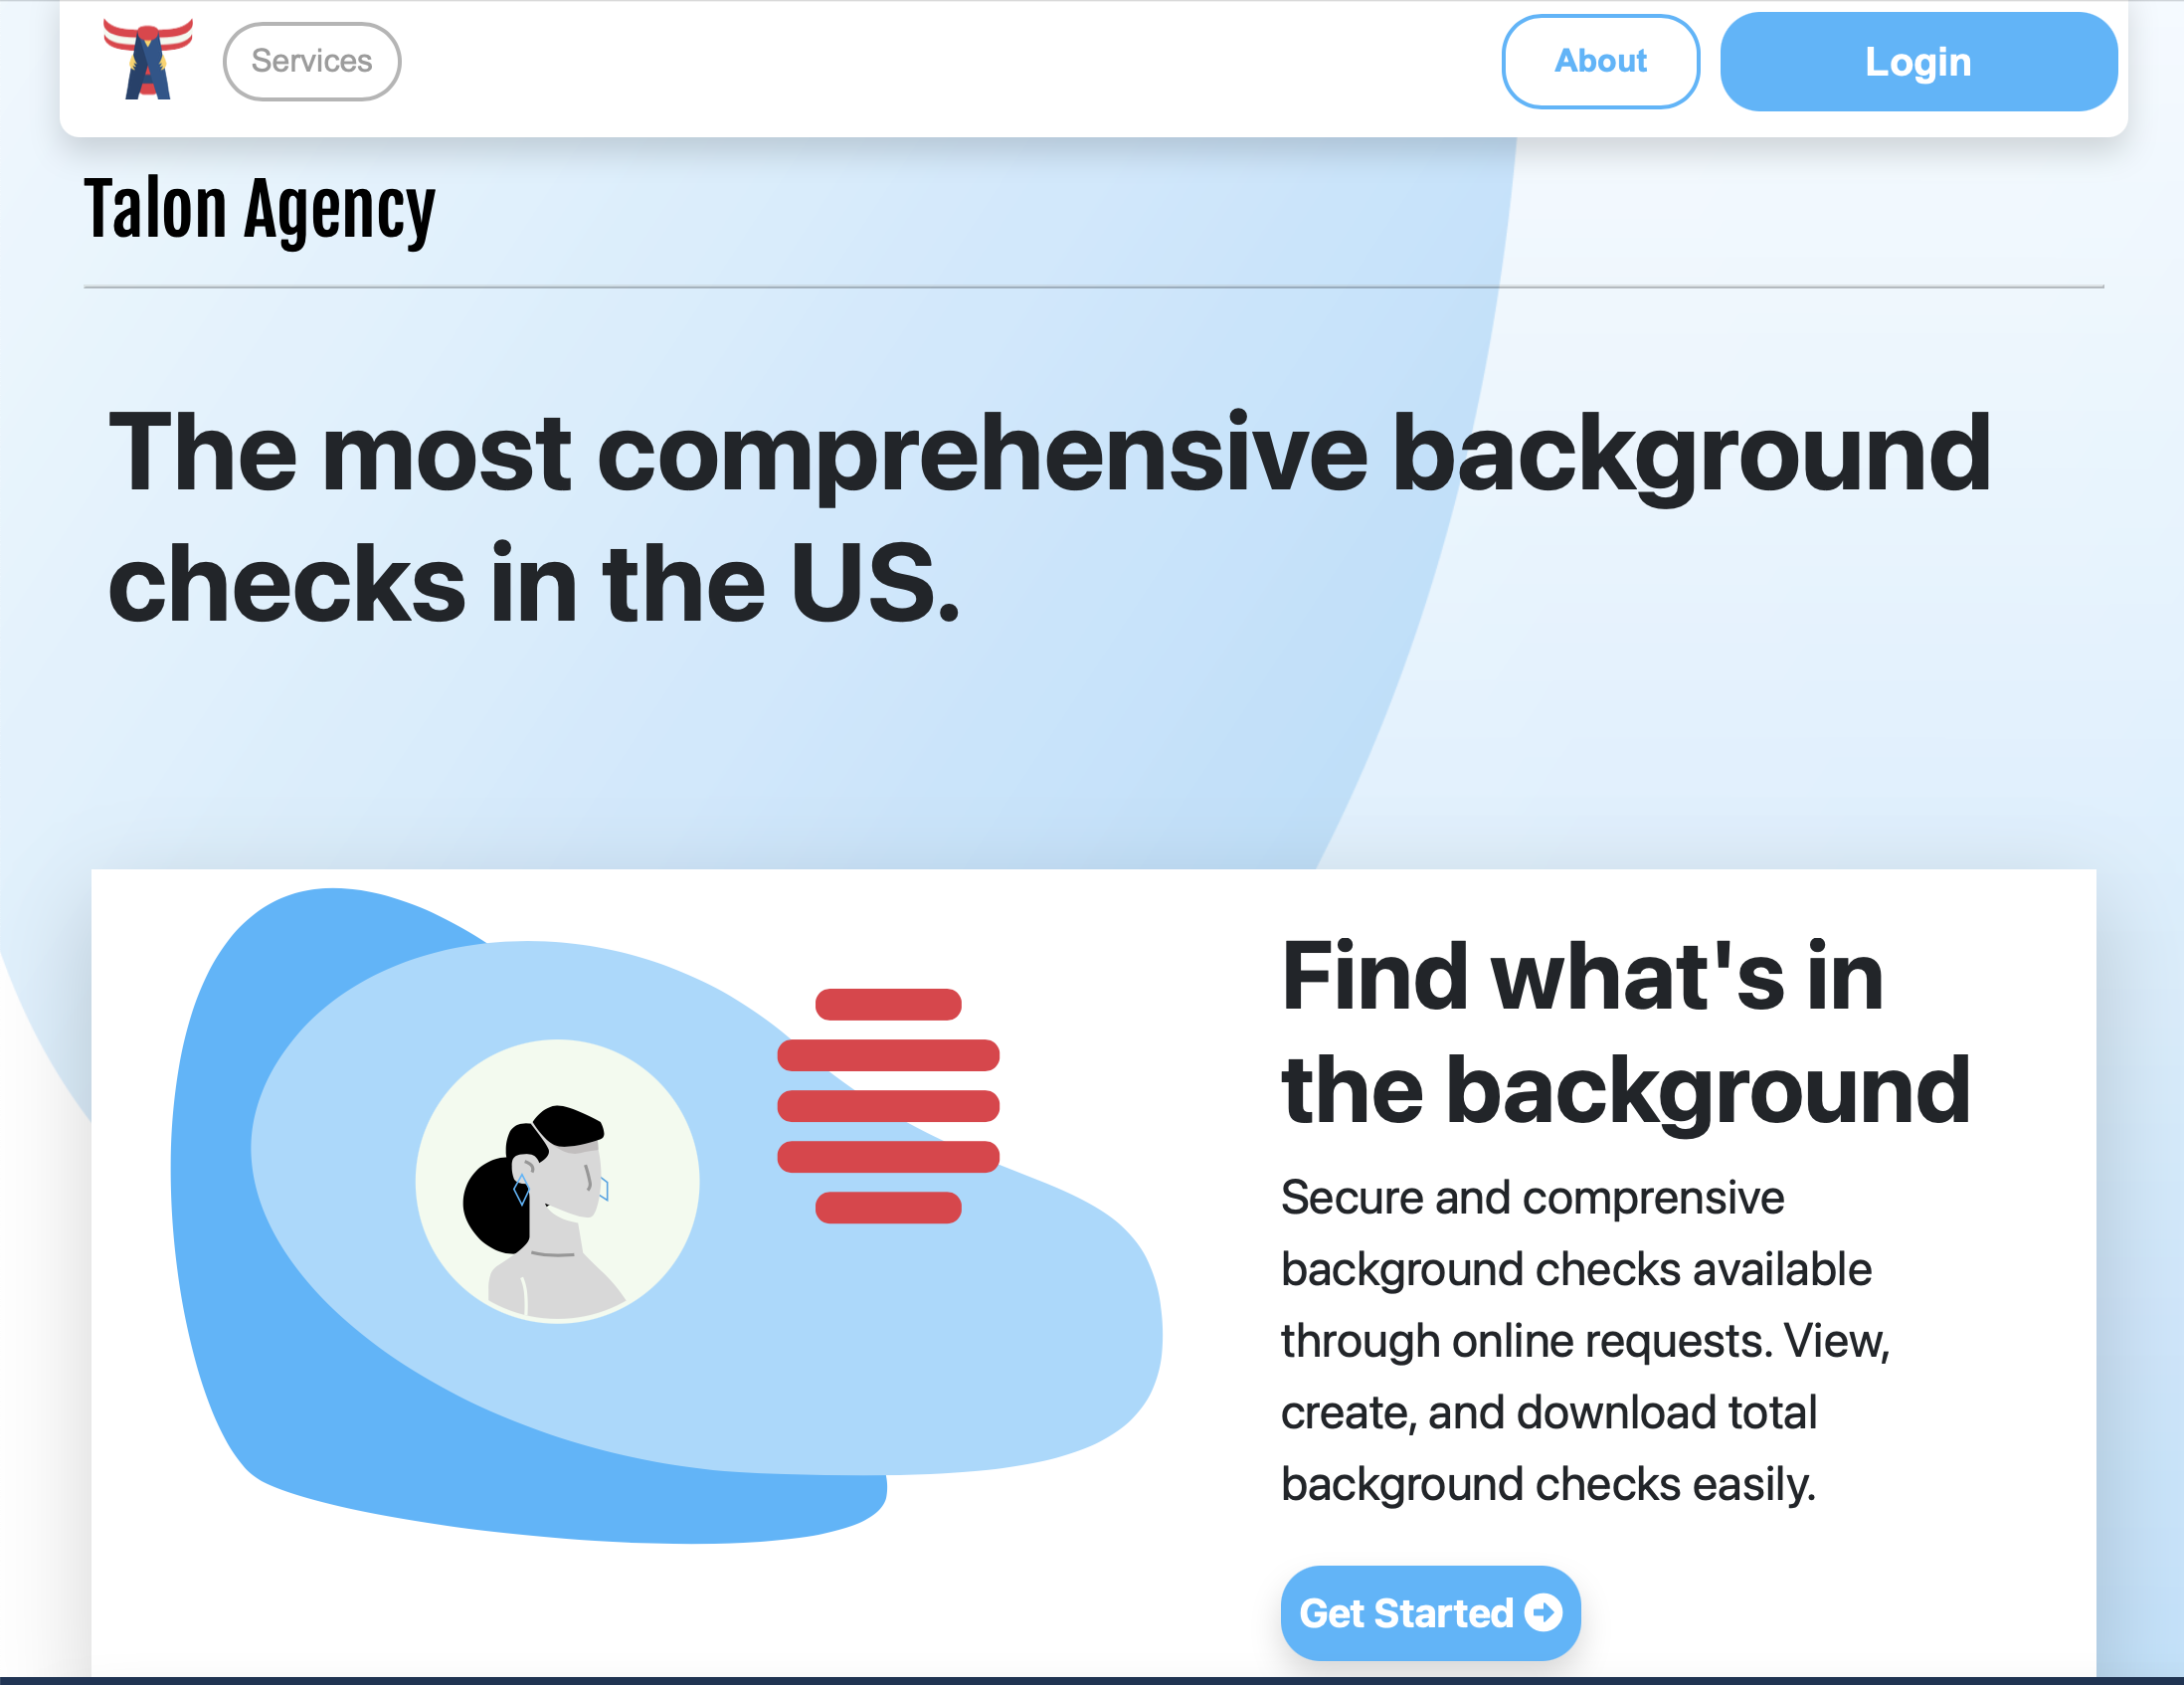 Services
About
Login
Talon Agency
The most comprehensive background
checks in the US.
Find what's in
the background
Secure and comprensive
background checks available
through online requests. View,
create, and download total
background checks easily.
Get Started